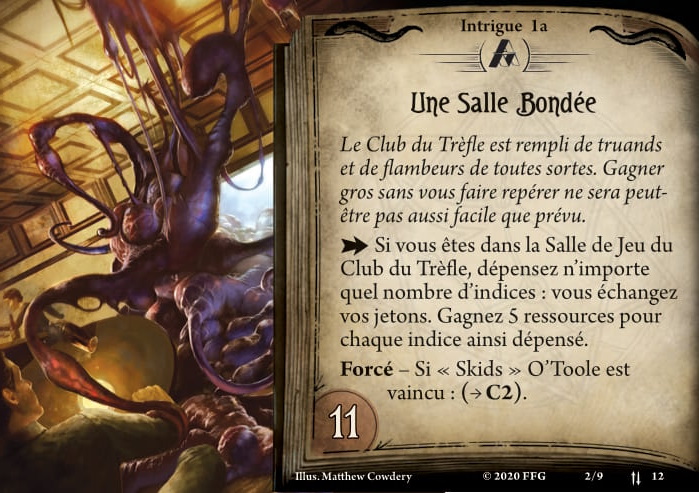 Intrigue 1a
Une Salle Bondée
Le Club du Trèfle est rempli de truands
et de flambeurs de toutes sortes. Gagner
gros sans vous faire repérer ne sera peut-
être pas aussi facile que prévu.
Si vous êtes dans la Salle de Jeu du
Club du Trèfle, dépensez n'importe
quel nombre d'indices : vous échangez
vos jetons. Gagnez 5 ressources pour
chaque indice ainsi dépensé.
Forcé – Si « Skids » O'Toole est
vaincu : (→ C2).
11
Illus. Matthew Cowdery © 2020 FFG 2/9 12